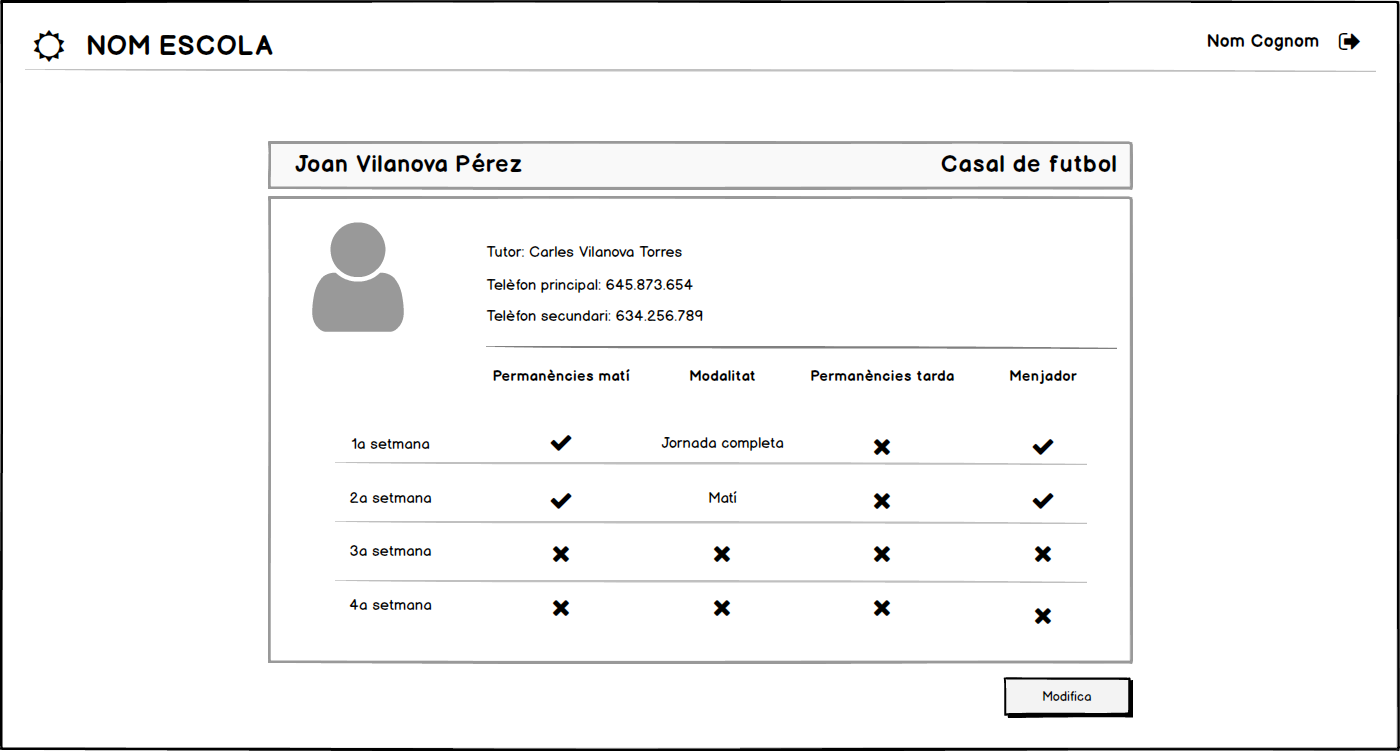 NOM ESCOLA
Nom Cognom
Joan Vilanova Pérez
Casal de futbol
Tutor: Carles Vilanova Torres
Telèfon principal: 645.873.654
Telèfon secundari: 634.256.789
Permanències matí Modalitat Permanències tarda Menjador
1a setmana Jornada completa
2a setmana Matí
3a setmana
4a setmana
Modifica